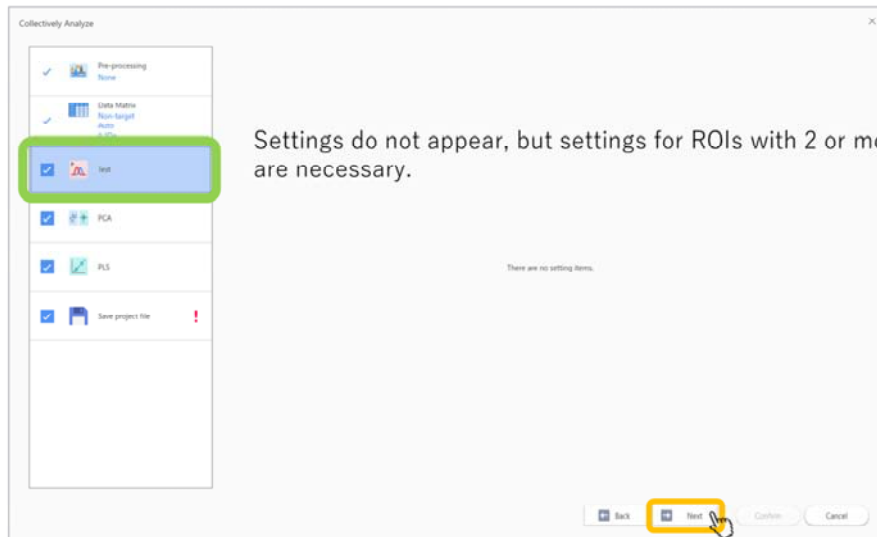 Collectively Analyze
Pre-processing
None
Data Matrix
Non-target
Auto
Test
PCA
PLS
Save project file
!
Settings do not appear, but settings for ROIs with 2 or
are necessary.
There are no setting items.
Back
Next
Confirm
Cancel